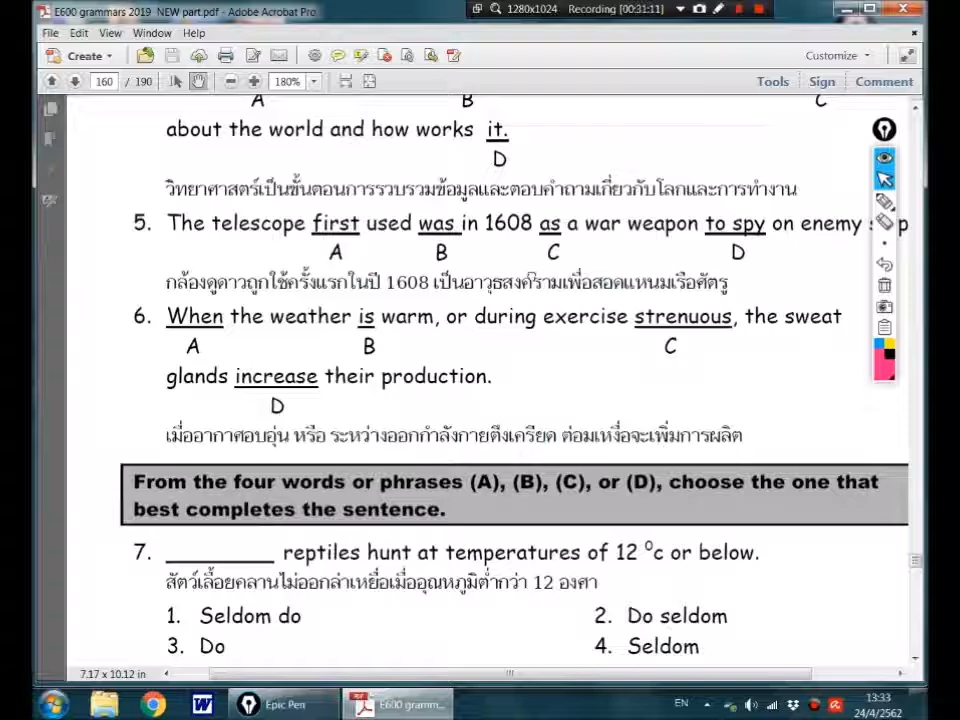 E600 grammars 2019 NEW part.pdf - Adobe Acrobat Pro
1280x1024 Recording [00:31:11]
File Edit View Window Help
Create Customize
160 / 190 180% Tools Sign Comment
A B C
about the world and how works it.
D
วิทยาศาสตร์เป็นขั้นตอนการรวบรวมข้อมูลและตอบคำถามเกี่ยวกับโลกและการทำงาน
5. The telescope first used was in 1608 as a war weapon to spy on enemy
A B C D
กล้องดูดาวถูกใช้ครั้งแรกในปี 1608 เป็นอาวุธสงครามเพื่อสอดแหนมเรือศัตรู
6. When the weather is warm, or during exercise strenuous, the sweat
A B C
glands increase their production.
D
เมื่ออากาศอบอุ่น หรือ ระหว่างออกกำลังกายตึงเครียด ต่อมเหงื่อจะเพิ่มการผลิต
From the four words or phrases (A), (B), (C), or (D), choose the one that
best completes the sentence.
7. __________ reptiles hunt at temperatures of 12 ⁰c or below.
สัตว์เลื้อยคลานไม่ออกล่าเหยื่อเมื่ออุณหภูมิต่ำกว่า 12 องศา
1. Seldom do 2. Do seldom
3. Do 4. Seldom
7.17 x 10.12 in
Epic Pen E600 gramm... EN 13:33
24/4/2562